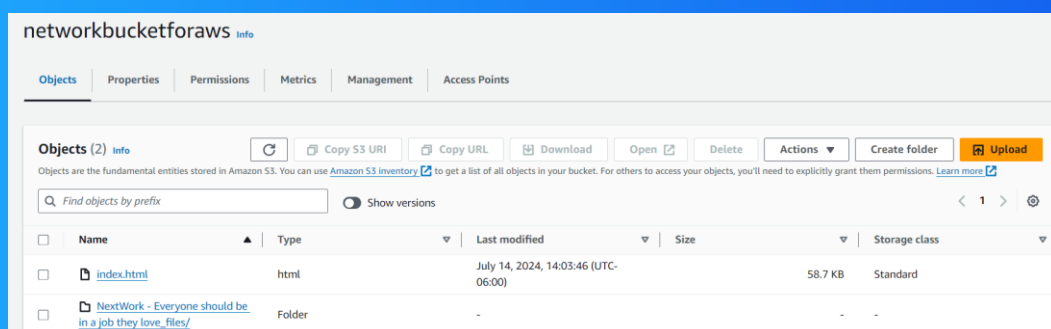 networkbucketforaws Info
Objects Properties Permissions Metrics Management Access Points
Objects (2) Info Copy S3 URI Copy URL Download Open Delete Actions Create folder Upload
Objects are the fundamental entities stored in Amazon S3. You can use Amazon S3 inventory to get a list of all objects in your bucket. For others to access your objects, you'll need to explicitly grant them permissions. Learn more
Find objects by prefix Show versions 1
Name Type Last modified Size Storage class
index.html html July 14, 2024, 14:03:46 (UTC-
06:00) 58.7 KB Standard
NextWork - Everyone should be
in a job they love_files/ Folder - - -